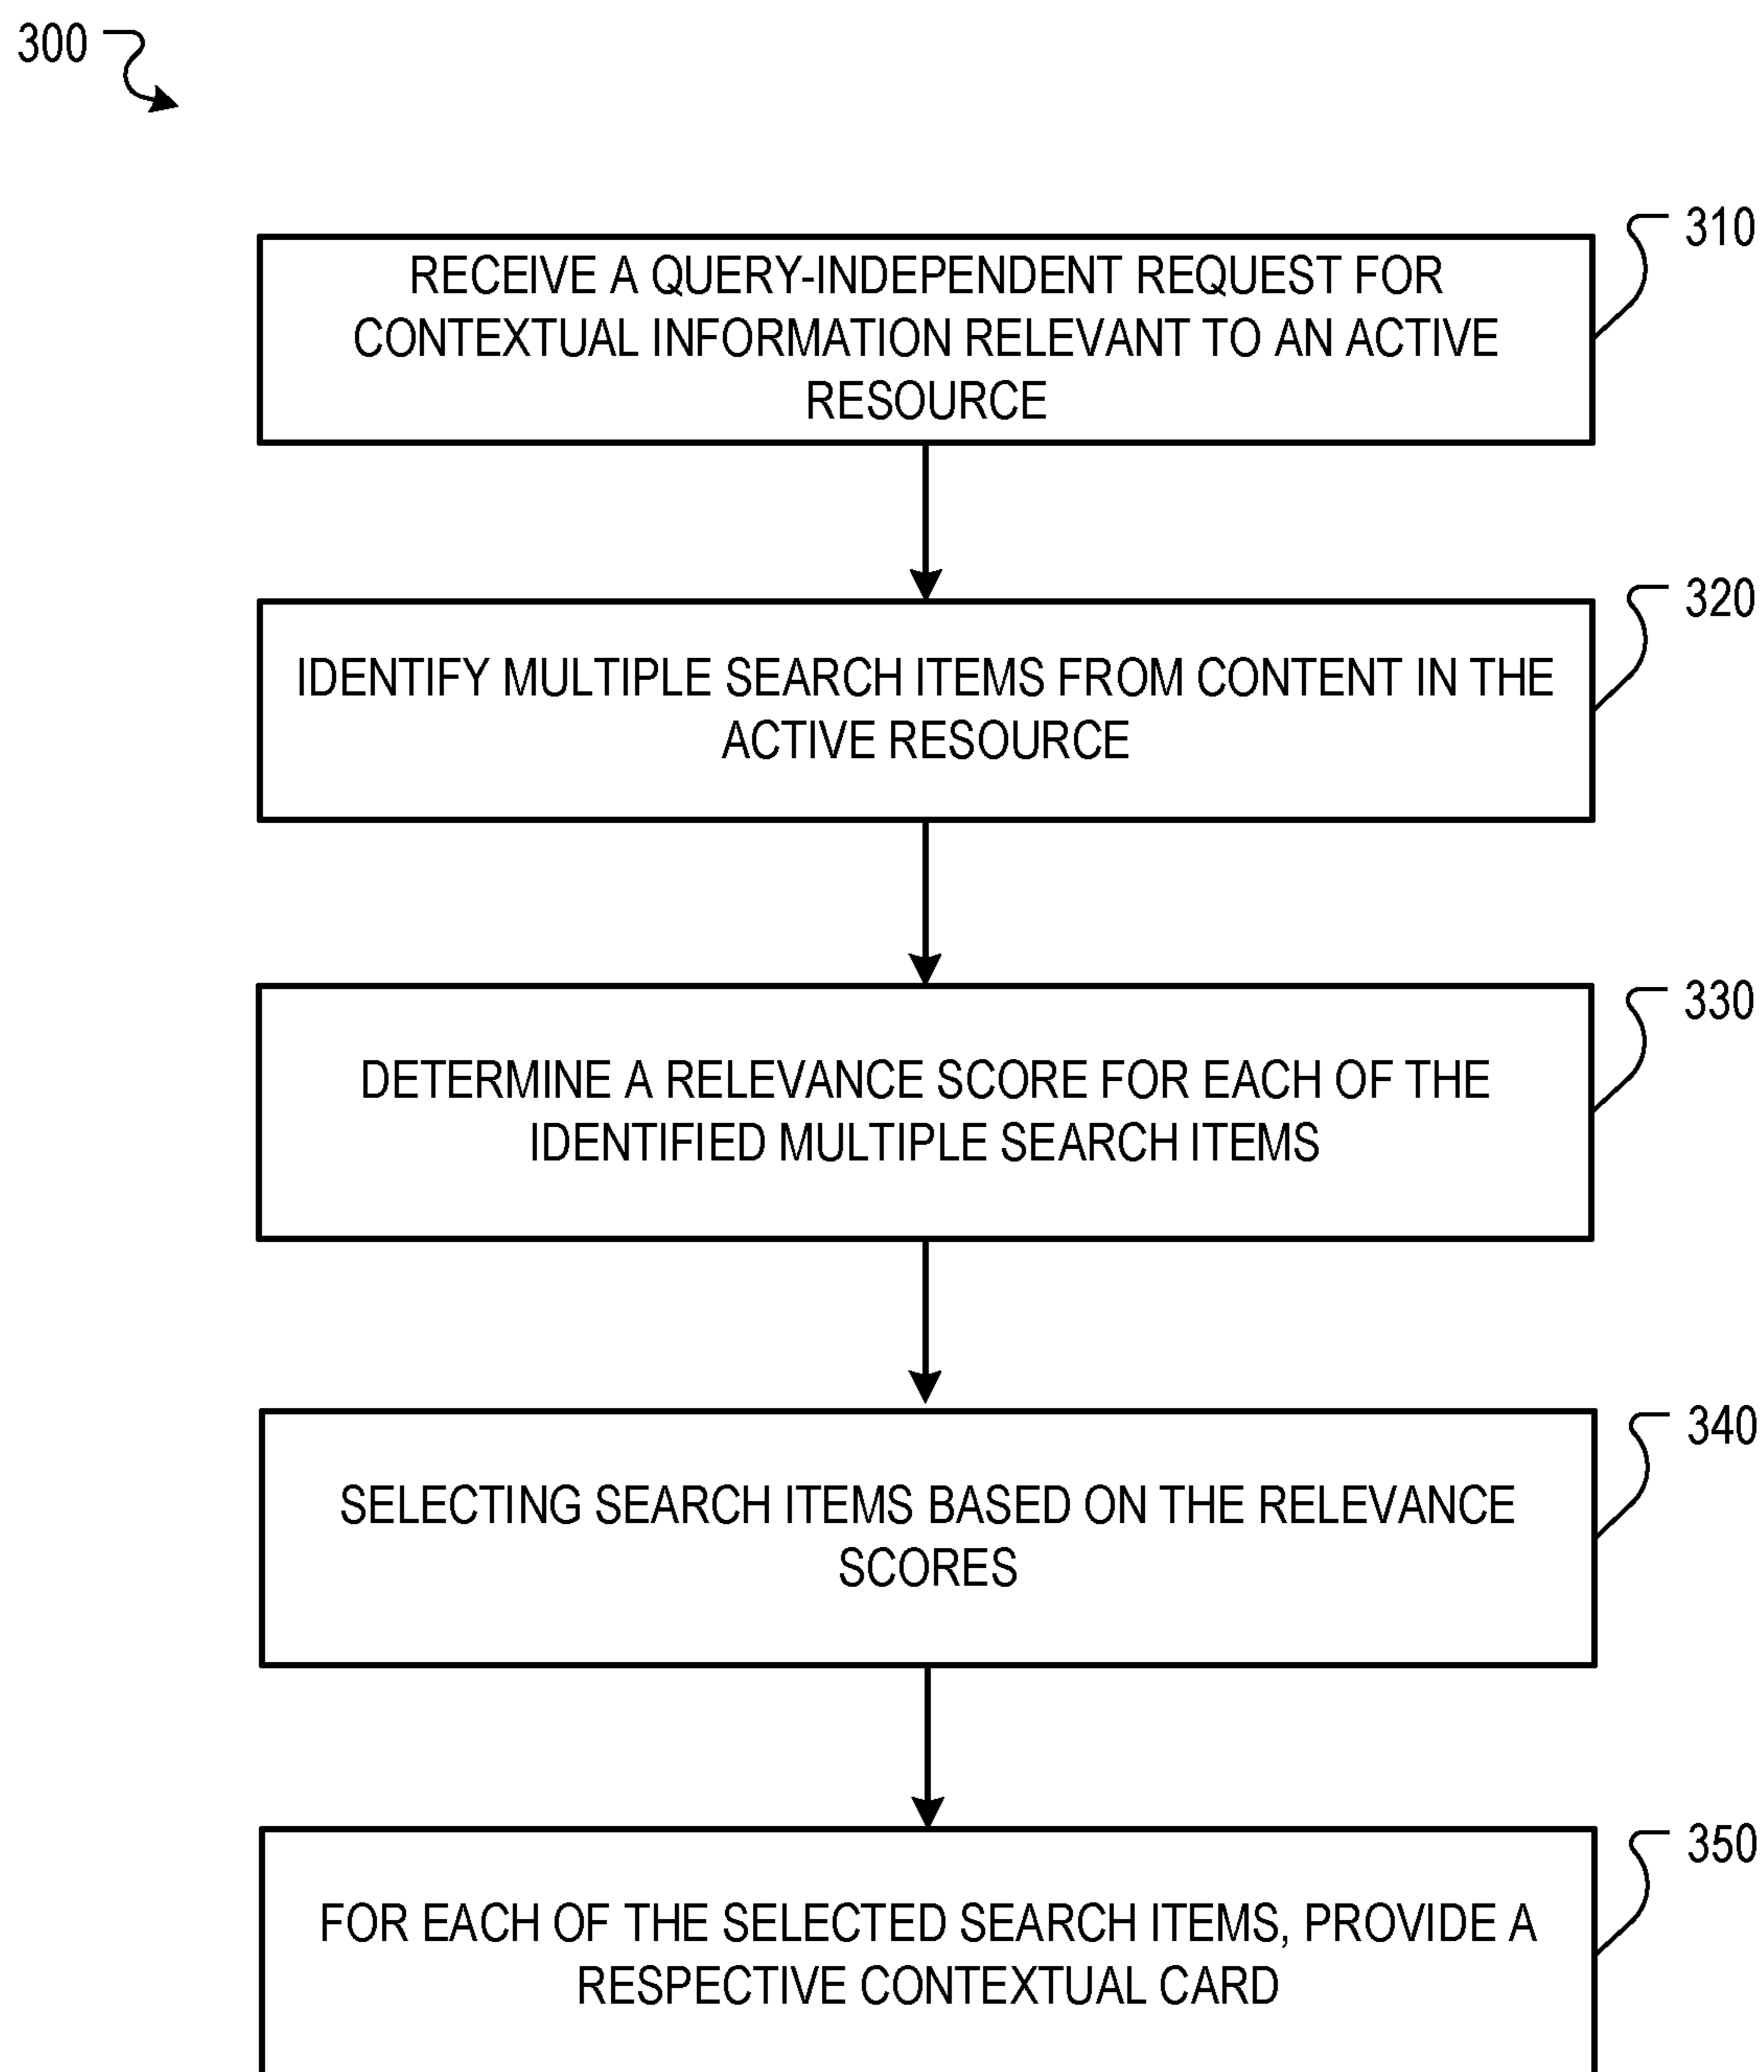 300
310
RECEIVE A QUERY-INDEPENDENT REQUEST FOR
CONTEXTUAL INFORMATION RELEVANT TO AN ACTIVE
RESOURCE
320
IDENTIFY MULTIPLE SEARCH ITEMS FROM CONTENT IN THE
ACTIVE RESOURCE
330
DETERMINE A RELEVANCE SCORE FOR EACH OF THE
IDENTIFIED MULTIPLE SEARCH ITEMS
340
SELECTING SEARCH ITEMS BASED ON THE RELEVANCE
SCORES
350
FOR EACH OF THE SELECTED SEARCH ITEMS, PROVIDE A
RESPECTIVE CONTEXTUAL CARD